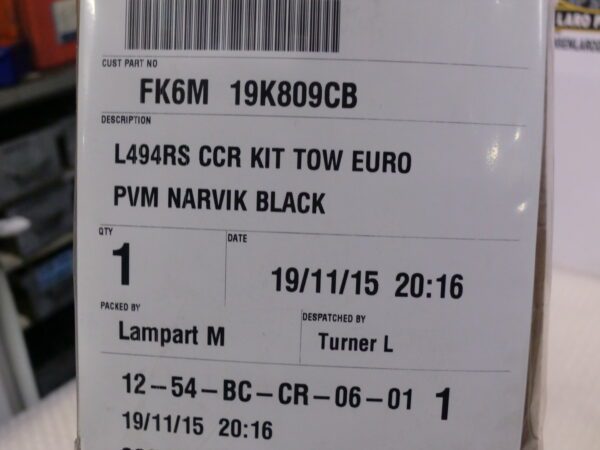 CUST PART NO
FK6M 19K809CB
DESCRIPTION
L494RS CCR KIT TOW EURO
PVM NARVIK BLACK
QTY
1
DATE
19/11/15 20:16
PACKED BY
Lampart M
DESPATCHED BY
Turner L
12-54-BC-CR-06-01 1
19/11/15 20:16
LARO